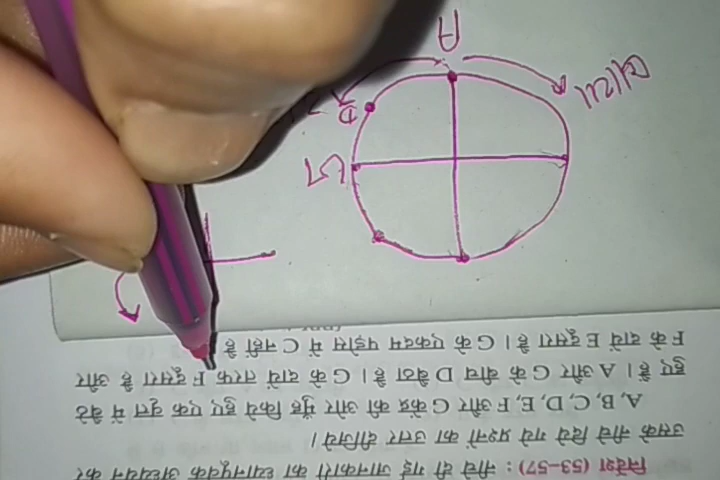 निर्देश (53-57) : नीचे दी गई जानकारी का ध्यानपूर्वक अध्ययन कर
उसके नीचे दिये गये प्रश्नों का उत्तर दीजिये।
A, B, C, D, E, F और G केंद्र की ओर मुँह किये हुए एक वृत्त में बैठे
हुए हैं। A और G के बीच D बैठा है। G के दायें तरफ F दूसरा है और
F के दायें E दूसरा है। G के एकदम पड़ोस में C नहीं है
G
D
A